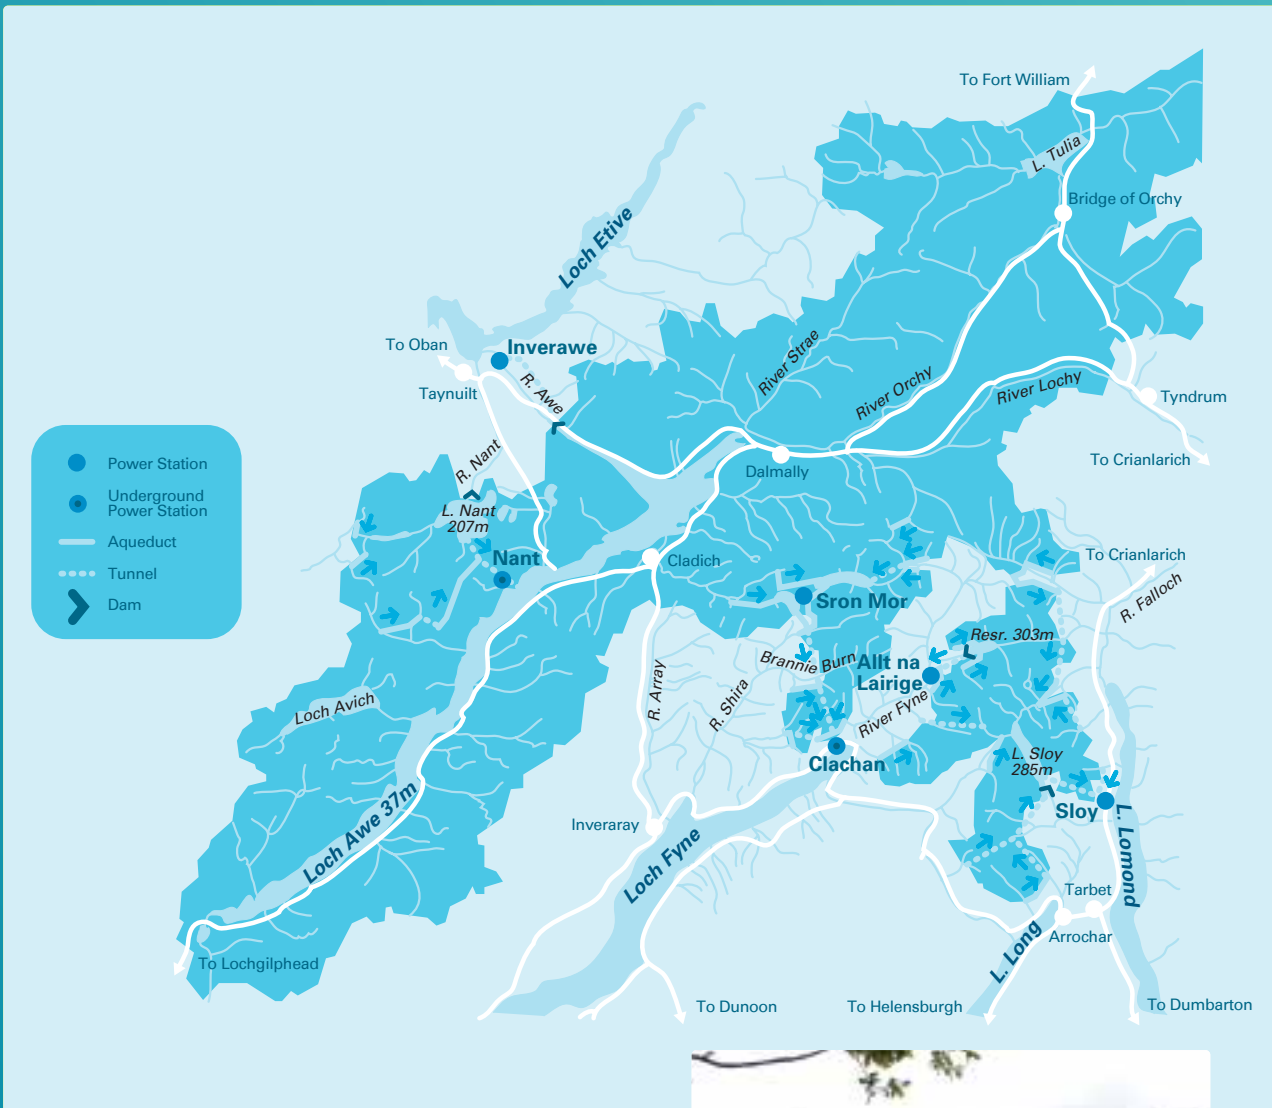 To Fort William
L. Tulia
Bridge of Orchy
Loch Etive
To Oban
Inverawe
Taynuilt
R. Awe
River Strae
River Orchy
River Lochy
Tyndrum
To Crianlarich
Dalmally
Power Station
Underground
Power Station
Aqueduct
Tunnel
Dam
R. Nant
L. Nant
207m
Nant
Cladich
To Crianlarich
R. Falloch
Sron Mor
Resr. 303m
Brannie Burn
Allt na
Lairige
R. Array
R. Shira
River Fyne
Loch Avich
Clachan
L. Sloy
285m
Sloy
L. Lomond
Loch Awe 37m
Inveraray
Loch Fyne
Tarbet
Arrochar
L. Long
To Lochgilphead
To Dunoon
To Helensburgh
To Dumbarton